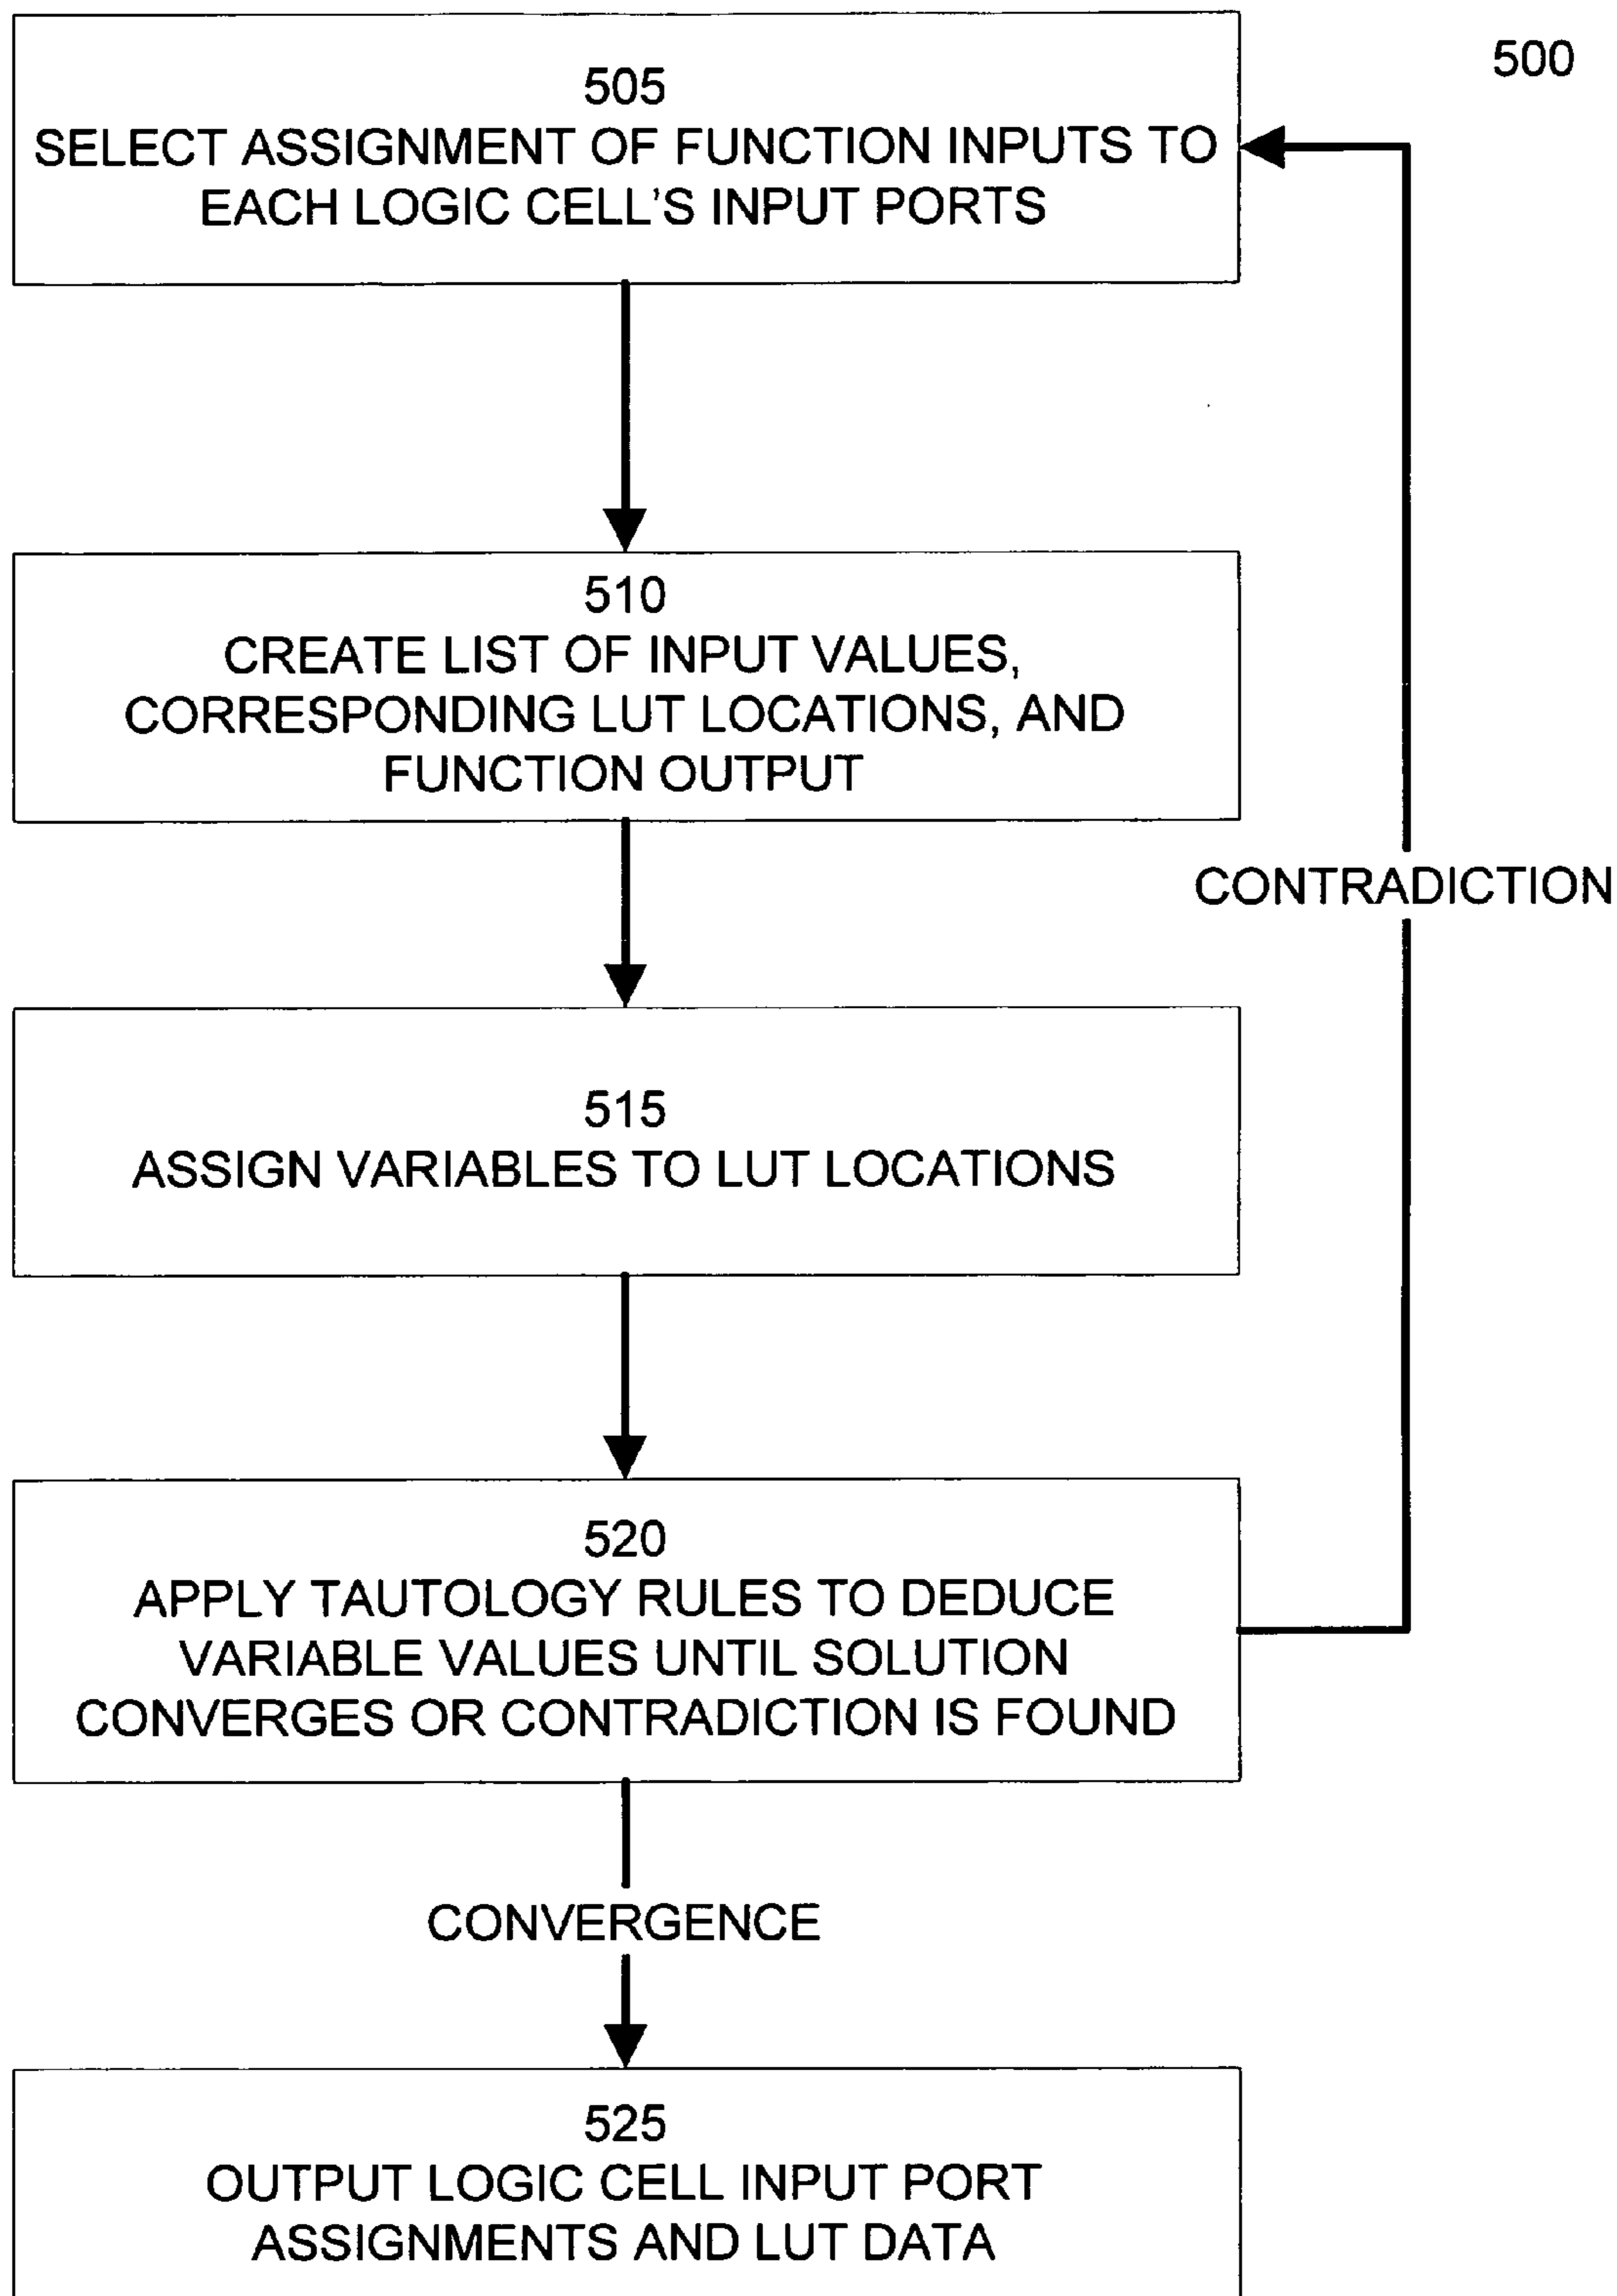 500
505
SELECT ASSIGNMENT OF FUNCTION INPUTS TO
EACH LOGIC CELL'S INPUT PORTS
510
CREATE LIST OF INPUT VALUES,
CORRESPONDING LUT LOCATIONS, AND
FUNCTION OUTPUT
CONTRADICTION
515
ASSIGN VARIABLES TO LUT LOCATIONS
520
APPLY TAUTOLOGY RULES TO DEDUCE
VARIABLE VALUES UNTIL SOLUTION
CONVERGES OR CONTRADICTION IS FOUND
CONVERGENCE
525
OUTPUT LOGIC CELL INPUT PORT
ASSIGNMENTS AND LUT DATA